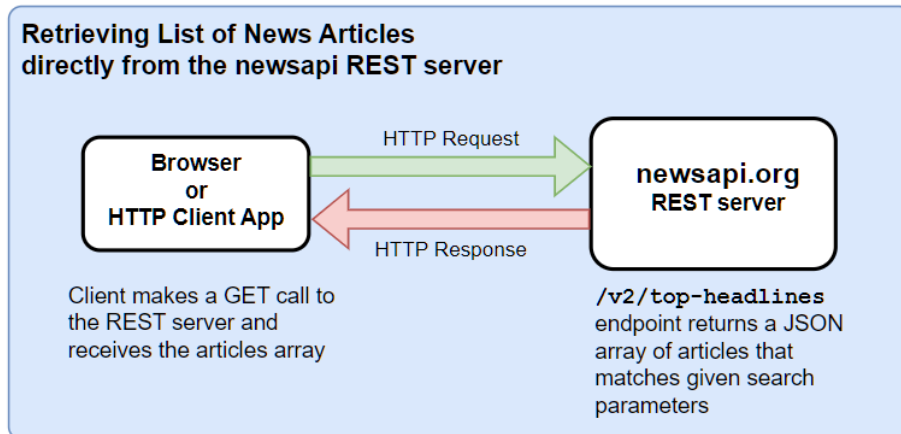 Retrieving List of News Articles
directly from the newsapi REST server
HTTP Request
Browser
or
HTTP Client App
newsapi.org
REST server
HTTP Response
Client makes a GET call to
the REST server and
receives the articles array
/v2/top-headlines
endpoint returns a JSON
array of articles that
matches given search
parameters